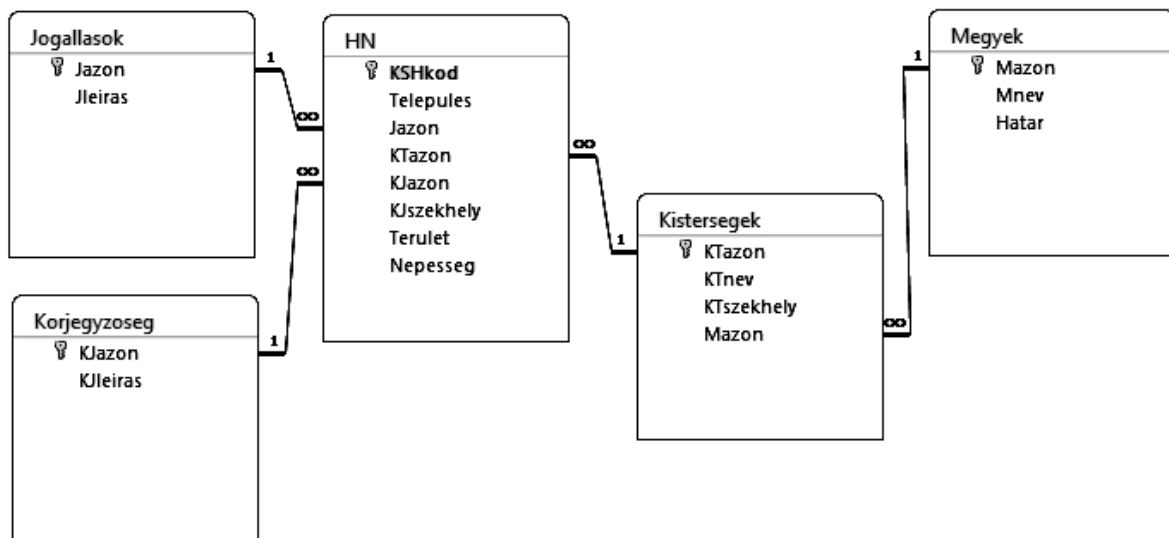 Jogallasok
Jazon
Jleiras
1
∞
HN
KSHkod
Telepules
Jazon
KTazon
KJazon
KJszekhely
Terulet
Nepesseg
∞
∞
Korjegyzoseg
KJazon
KJleiras
1
Kistersegek
KTazon
KTnev
KTszekhely
Mazon
1
∞
Megyek
Mazon
Mnev
Hatar
1